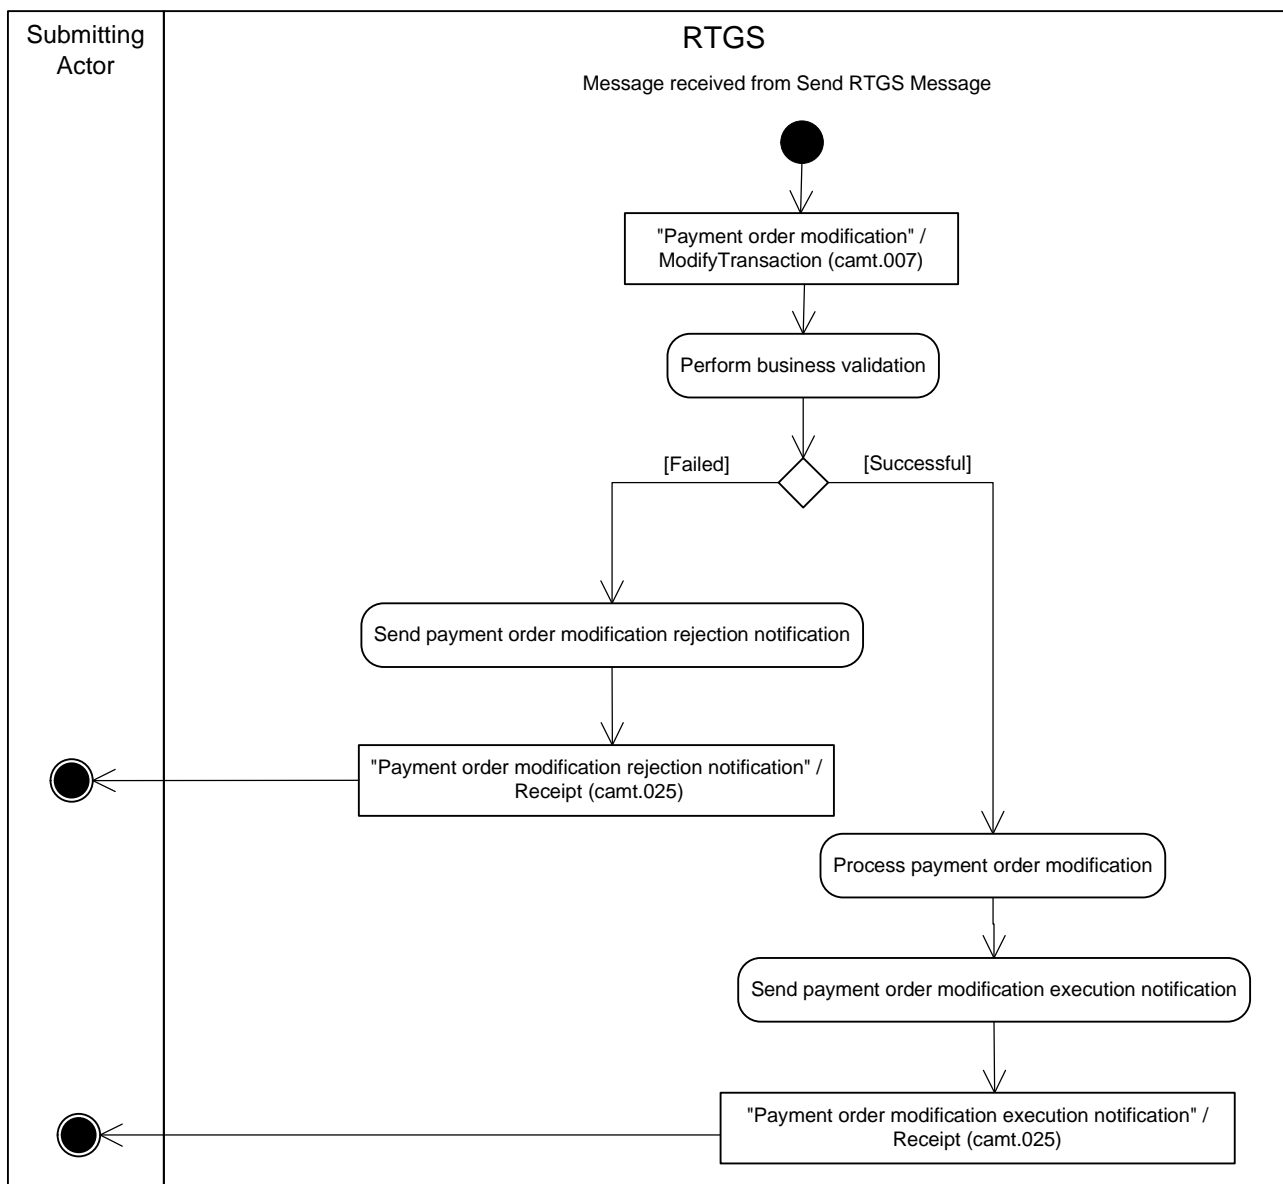 Submitting
Actor
RTGS
Message received from Send RTGS Message
"Payment order modification" /
ModifyTransaction (camt.007)
Perform business validation
[Failed]
[Successful]
Send payment order modification rejection notification
"Payment order modification rejection notification" /
Receipt (camt.025)
Process payment order modification
Send payment order modification execution notification
"Payment order modification execution notification" /
Receipt (camt.025)